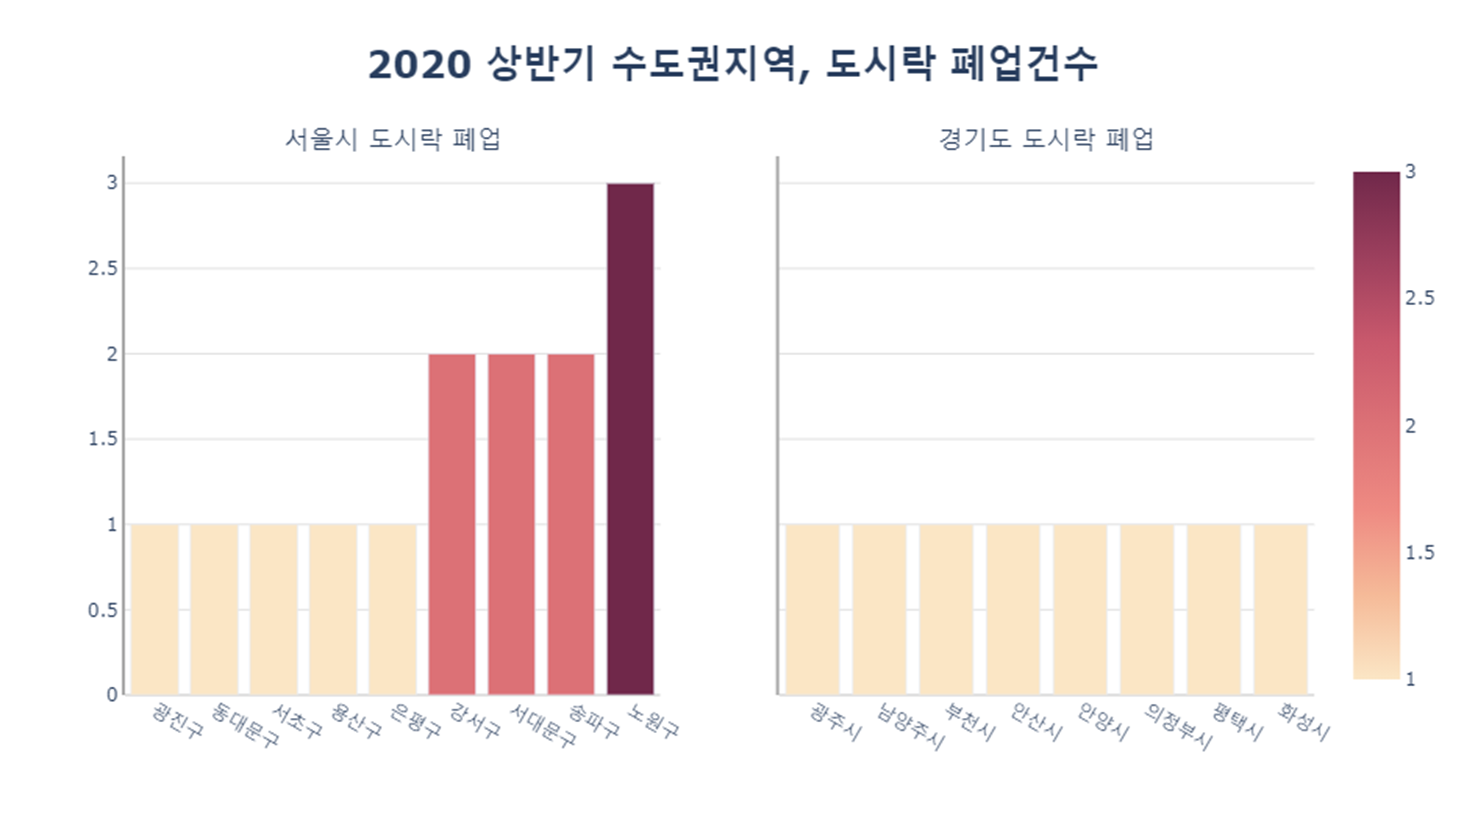 2020 상반기 수도권지역, 도시락 폐업건수
서울시 도시락 폐업
경기도 도시락 폐업
3
2.5
2
1.5
1
0.5
0
광진구
동대문구
서초구
용산구
은평구
강서구
서대문구
송파구
노원구
광주시
남양주시
부천시
안산시
안양시
의정부시
평택시
화성시
3
2.5
2
1.5
1